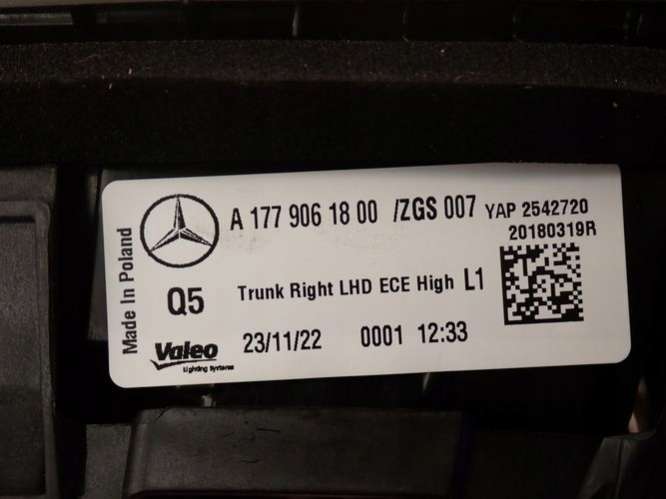 Made In Poland
A 177 906 18 00 /ZGS 007 YAP 2542720
20180319R
Q5 Trunk Right LHD ECE High L1
Valeo 23/11/22 0001 12:33
Lighting Systems